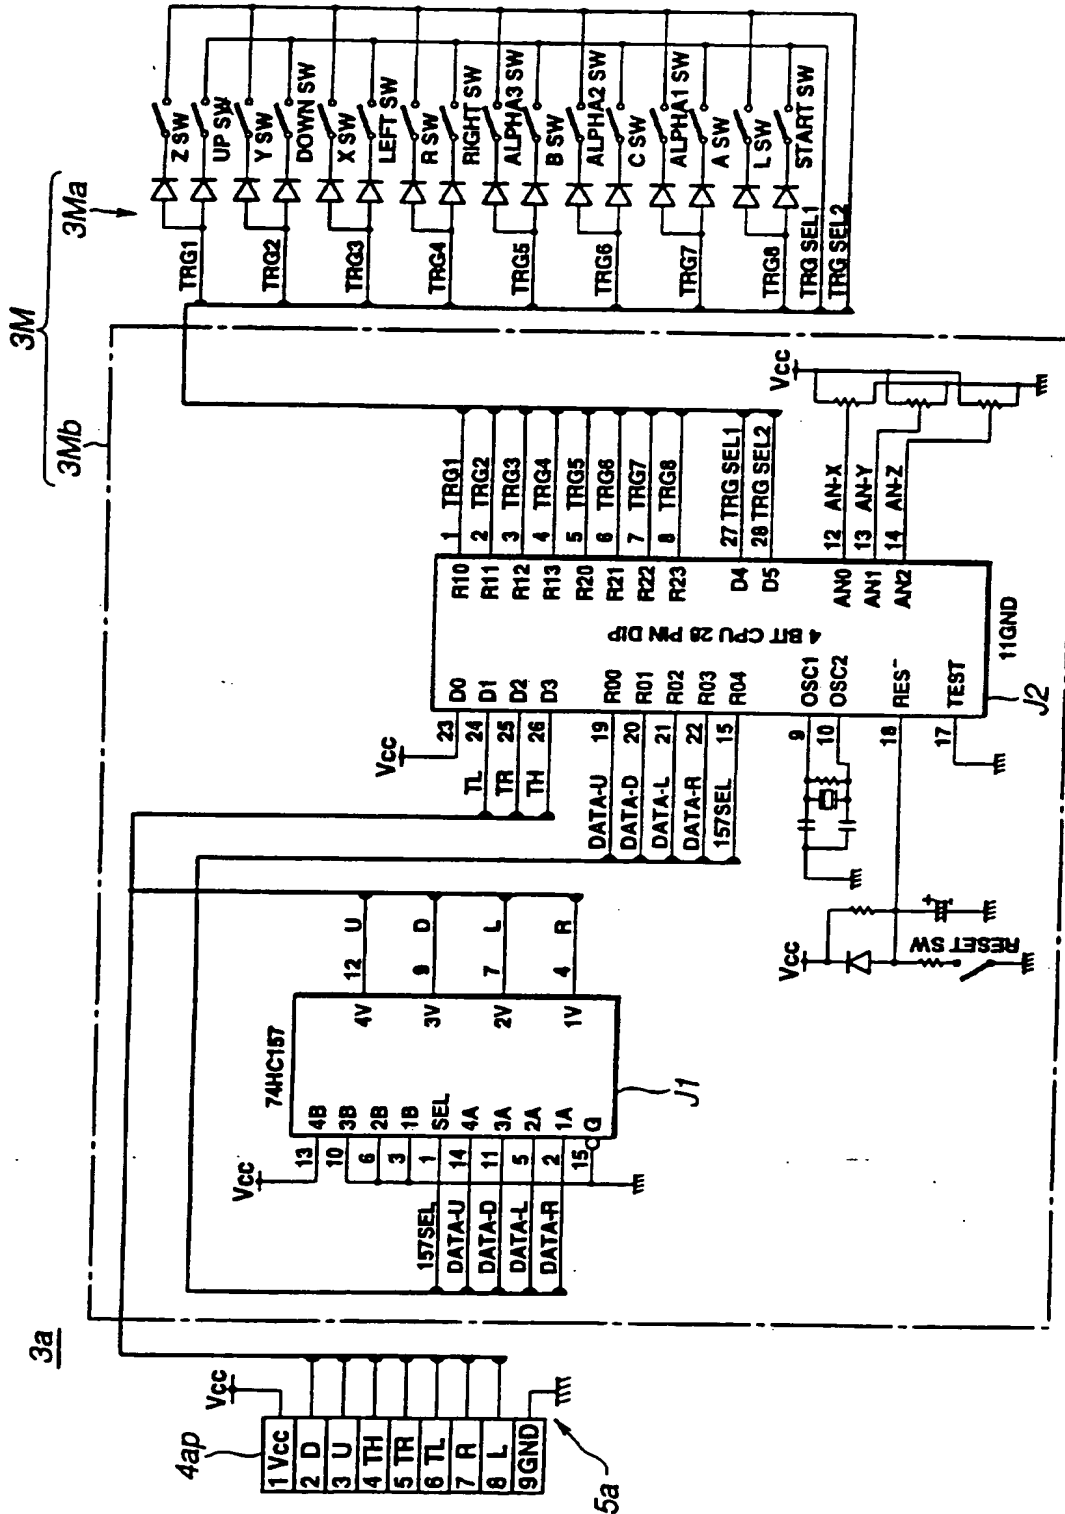 3a
3M
3Mb
3Ma
4ap
Vcc
1 Vcc
2 D
3 U
4 TH
5 TR
6 TL
7 R
8 L
9 GND
5a
74HC157
Vcc
13 4B
10 3B
6 2B
3 1B
157SEL 1 SEL
DATA-U 14 4A
DATA-D 11 3A
DATA-L 5 2A
DATA-R 2 1A
15 G
4V 12 U
3V 9 D
2V 7 L
1V 4 R
J1
Vcc
23 D0
TL 24 D1
TR 25 D2
TH 26 D3
DATA-U 19 R00
DATA-D 20 R01
DATA-L 21 R02
DATA-R 22 R03
157SEL 15 R04
9 OSC1
10 OSC2
18 RES-
17 TEST
4 BIT CPU 28 PIN DIP
R10 1 TRG1
R11 2 TRG2
R12 3 TRG3
R13 4 TRG4
R20 5 TRG5
R21 6 TRG6
R22 7 TRG7
R23 8 TRG8
D4 27 TRG SEL1
D5 28 TRG SEL2
AN0 12 AN-X
AN1 13 AN-Y
AN2 14 AN-Z
11GND
J2
Vcc
Vcc
+
RESET SW
TRG1
Z SW
UP SW
TRG2
Y SW
DOWN SW
TRG3
X SW
LEFT SW
TRG4
R SW
RIGHT SW
TRG5
ALPHA3 SW
B SW
TRG6
ALPHA2 SW
C SW
TRG7
ALPHA1 SW
A SW
TRG8
L SW
START SW
TRG SEL1
TRG SEL2